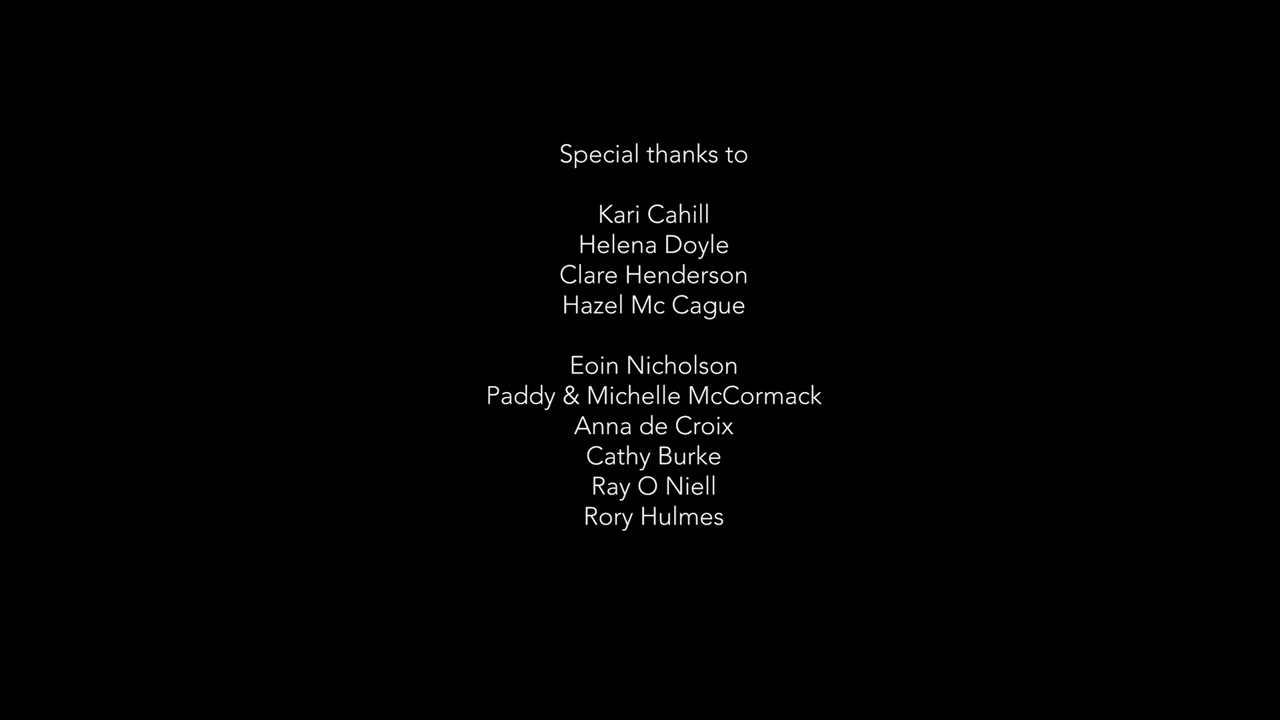 Special thanks to
Kari Cahill
Helena Doyle
Clare Henderson
Hazel Mc Cague
Eoin Nicholson
Paddy & Michelle McCormack
Anna de Croix
Cathy Burke
Ray O Niell
Rory Hulmes